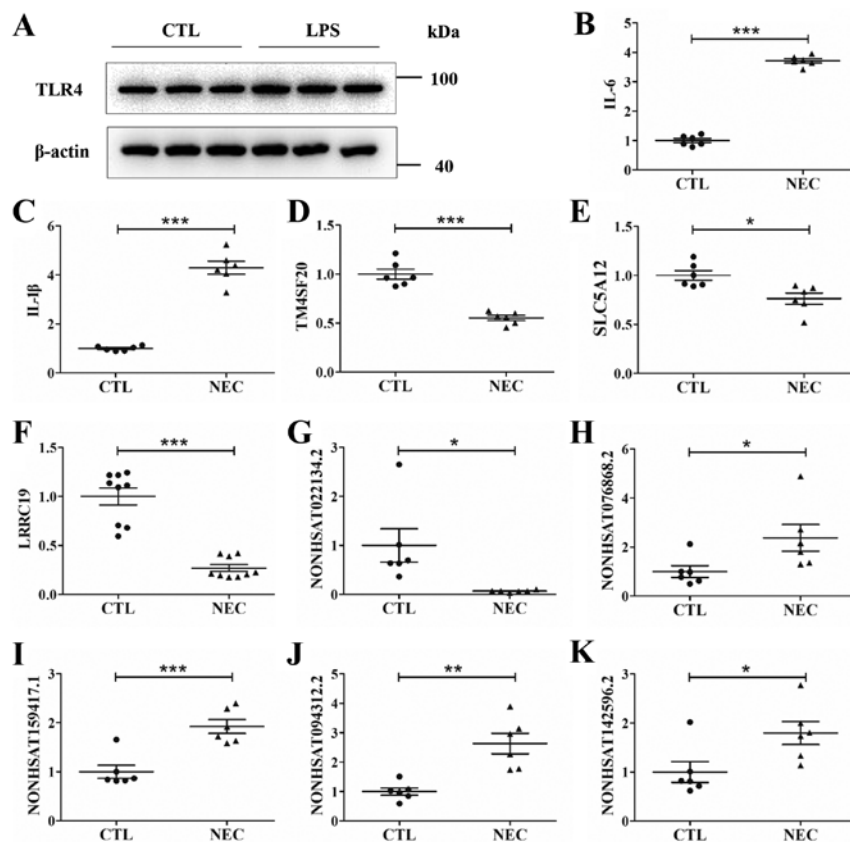 A
CTL LPS kDa
TLR4
100
β-actin
40
B
***
IL-6
5
4
3
2
1
0
CTL NEC
C
***
IL-1β
6
4
2
0
CTL NEC
D
***
TM4SF20
1.5
1.0
0.5
0.0
CTL NEC
E
*
SLC5A12
1.5
1.0
0.5
0.0
CTL NEC
F
***
LRRC19
1.5
1.0
0.5
0.0
CTL NEC
G
*
NONHSAT022134.2
3
2
1
0
CTL NEC
H
*
NONHSAT076868.2
6
4
2
0
CTL NEC
I
***
NONHSAT159417.1
3
2
1
0
CTL NEC
J
**
NONHSAT094312.2
5
4
3
2
1
0
CTL NEC
K
*
NONHSAT142596.2
3
2
1
0
CTL NEC